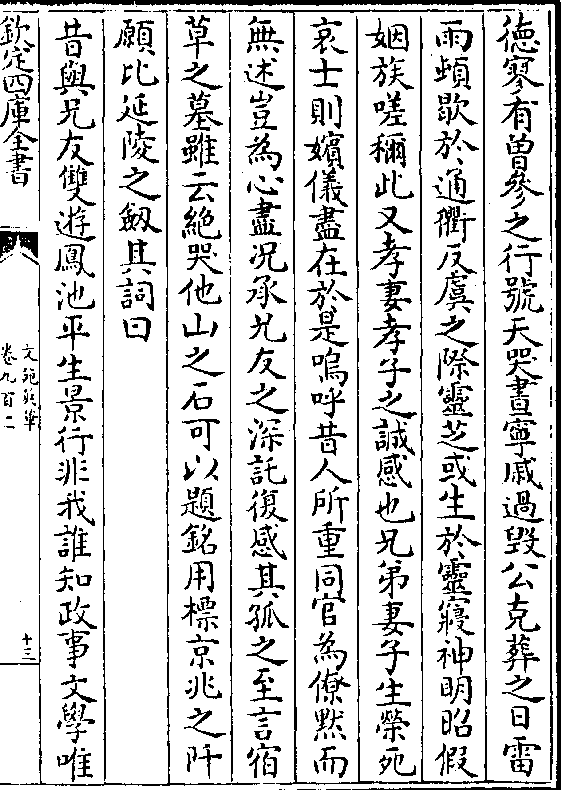 德寥有曽參之行號天哭晝寧戚過毁公克葬之日雷
雨頓歇於通衢反虞之際靈芝或生於靈寢神明昭假
姻族嗟稱此又孝妻孝子之誠感也兄弟妻子生榮死
哀士則嬪儀盡在於是嗚呼昔人所重同官為僚黙而
無述豈為心盡况承兄友之深託復感其孤之至言宿
草之墓雖云絶哭他山之石可以題銘用標京兆之阡
願比延陵之劔其詞曰
昔與兄友雙遊鳳池平生景行非我誰知政事文學唯
欽定四庫全書
文苑英華
卷九百二
十三